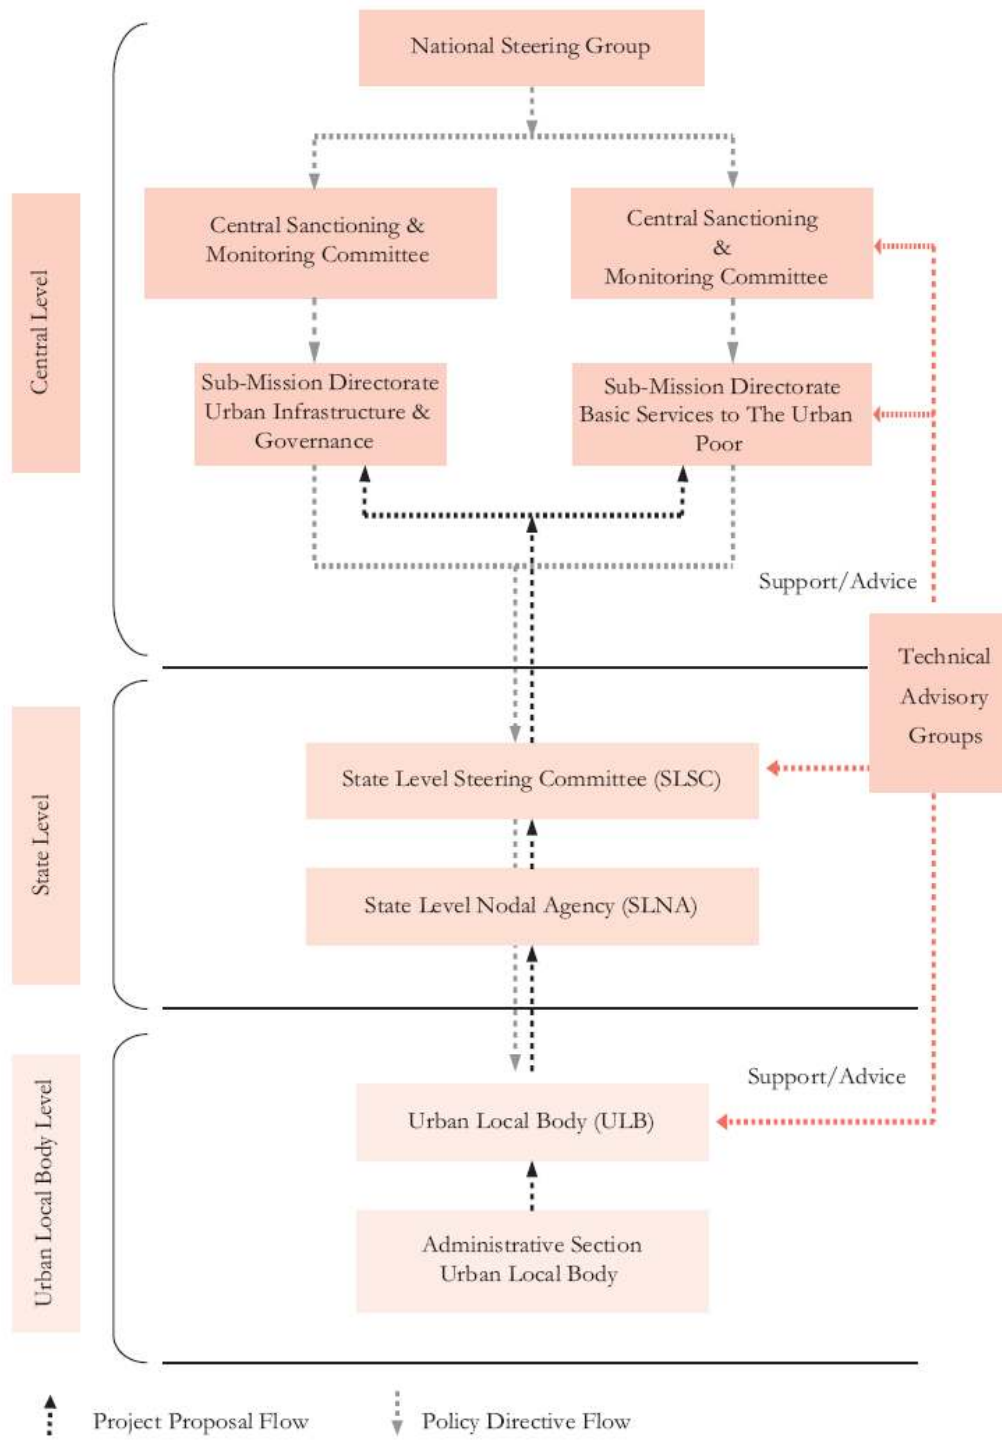 National Steering Group
Central Sanctioning &
Monitoring Committee
Central Sanctioning
&
Monitoring Committee
Central Level
Sub-Mission Directorate
Urban Infrastructure &
Governance
Sub-Mission Directorate
Basic Services to The Urban
Poor
Support/Advice
Technical
Advisory
Groups
State Level
State Level Steering Committee (SLSC)
State Level Nodal Agency (SLNA)
Urban Local Body Level
Support/Advice
Urban Local Body (ULB)
Administrative Section
Urban Local Body
Project Proposal Flow
Policy Directive Flow